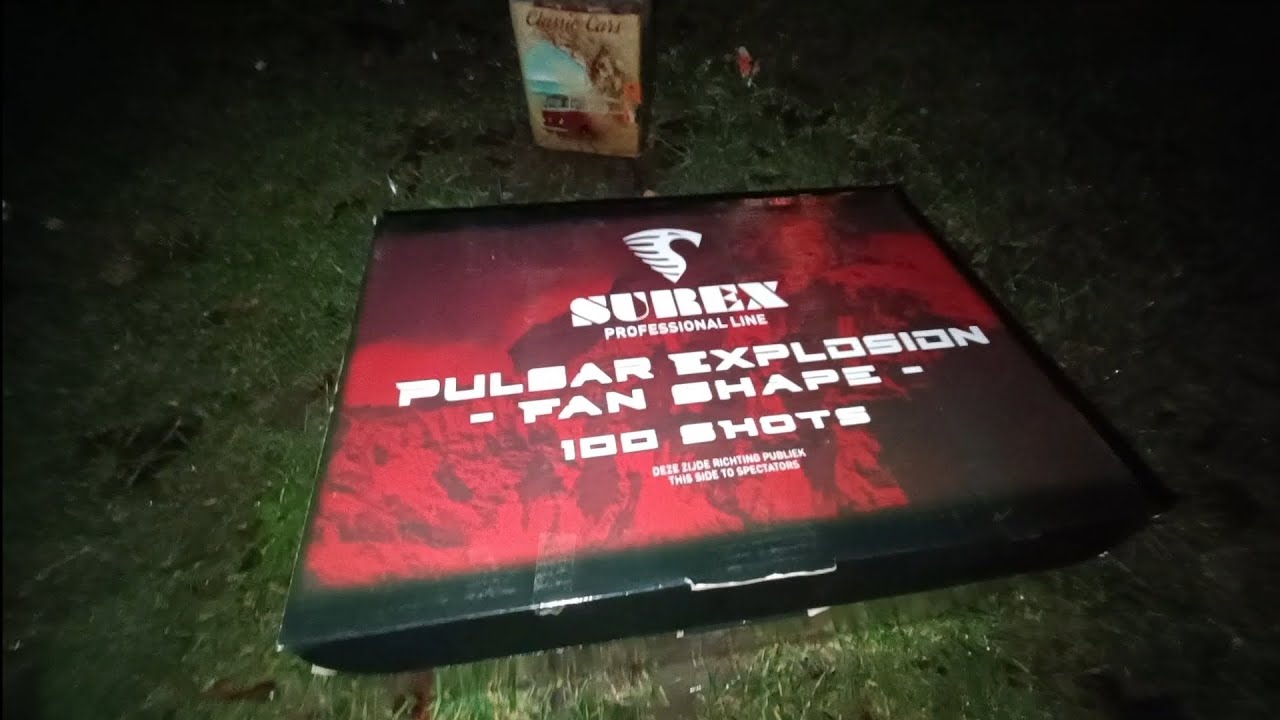 Classic Cars
SUREX
PROFESSIONAL LINE
PULSAR EXPLOSION
- FAN SHAPE -
100 SHOTS
DEZE ZIJDE RICHTING PUBLIEK
THIS SIDE TO SPECTATORS